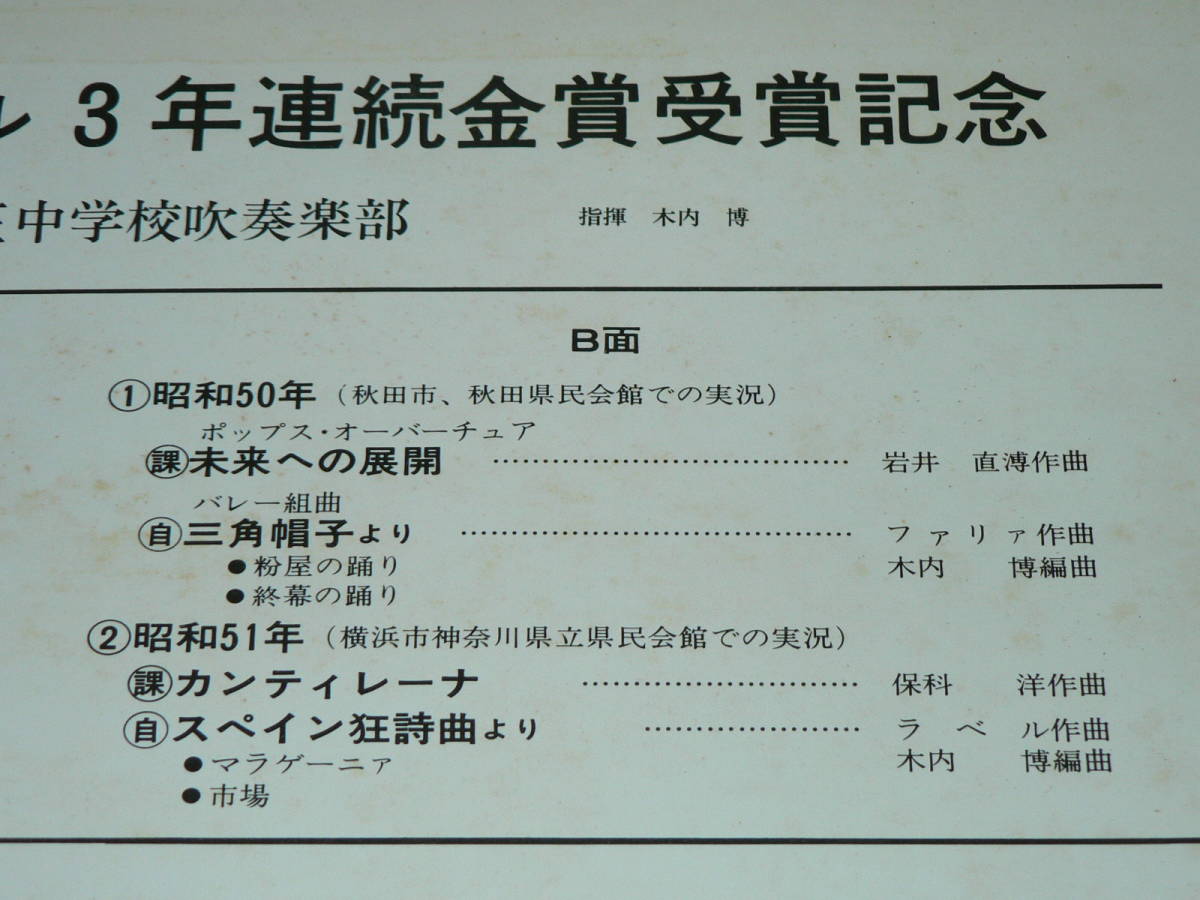 ル 3年連続金賞受賞記念
中学校吹奏楽部 指揮 木内 博
B面
①昭和50年 (秋田市、秋田県民会館での実況)
ポップス・オーバーチュア
㊙課未来への展開 ………………………………… 岩井 直溥作曲
バレー組曲
自三角帽子より ………………………………… ファリァ作曲
●粉屋の踊り 木内 博編曲
●終幕の踊り
②昭和51年 (横浜市神奈川県立県民会館での実況)
課カンティレーナ ………………………… 保科 洋作曲
自スペイン狂詩曲より ………………… ラベル作曲
●マラゲーニァ 木内 博編曲
●市場